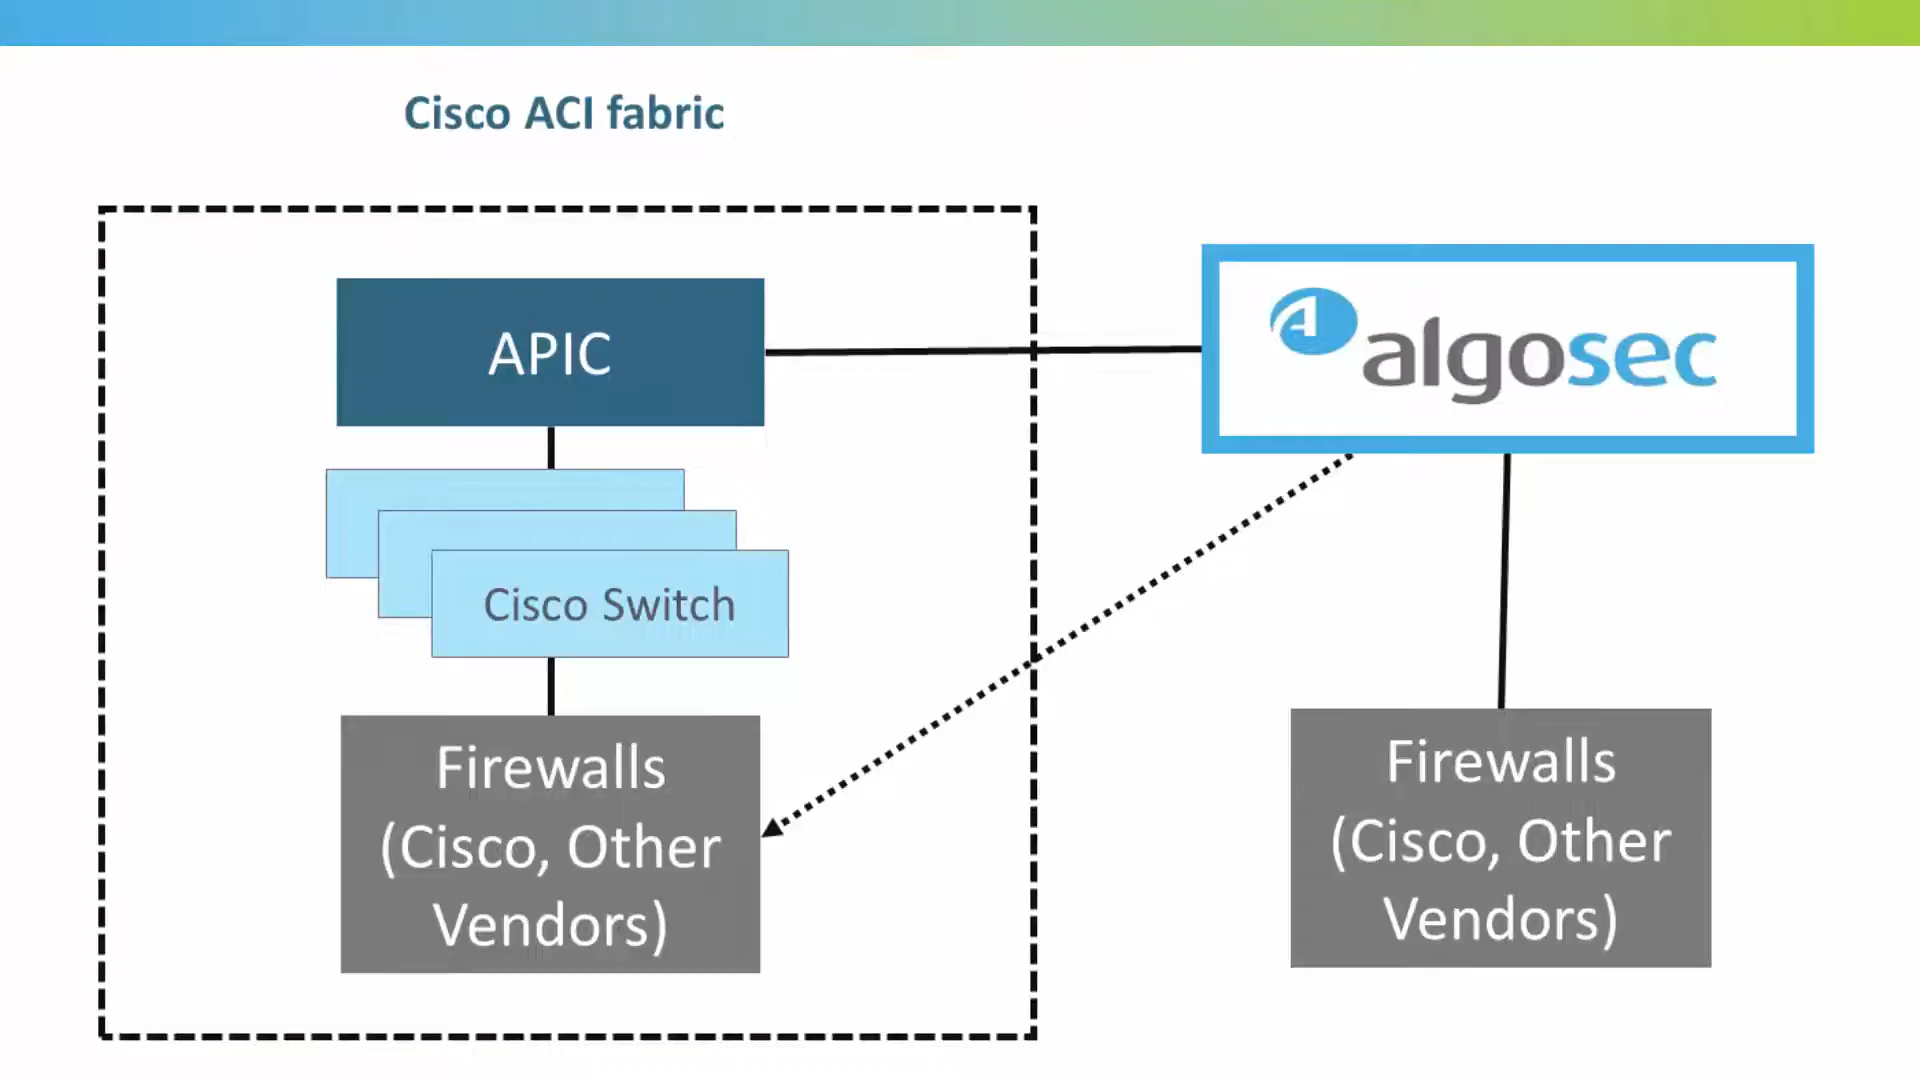 Cisco ACI fabric
APIC
algosec
Cisco Switch
Firewalls
(Cisco, Other
Vendors)
Firewalls
(Cisco, Other
Vendors)